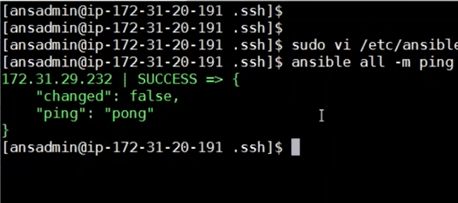 [ansadmin@ip-172-31-20-191 .ssh]$
[ansadmin@ip-172-31-20-191 .ssh]$
[ansadmin@ip-172-31-20-191 .ssh]$ sudo vi /etc/ansible
[ansadmin@ip-172-31-20-191 .ssh]$ ansible all -m ping
172.31.29.232 | SUCCESS => {
    "changed": false,
    "ping": "pong"
}
[ansadmin@ip-172-31-20-191 .ssh]$